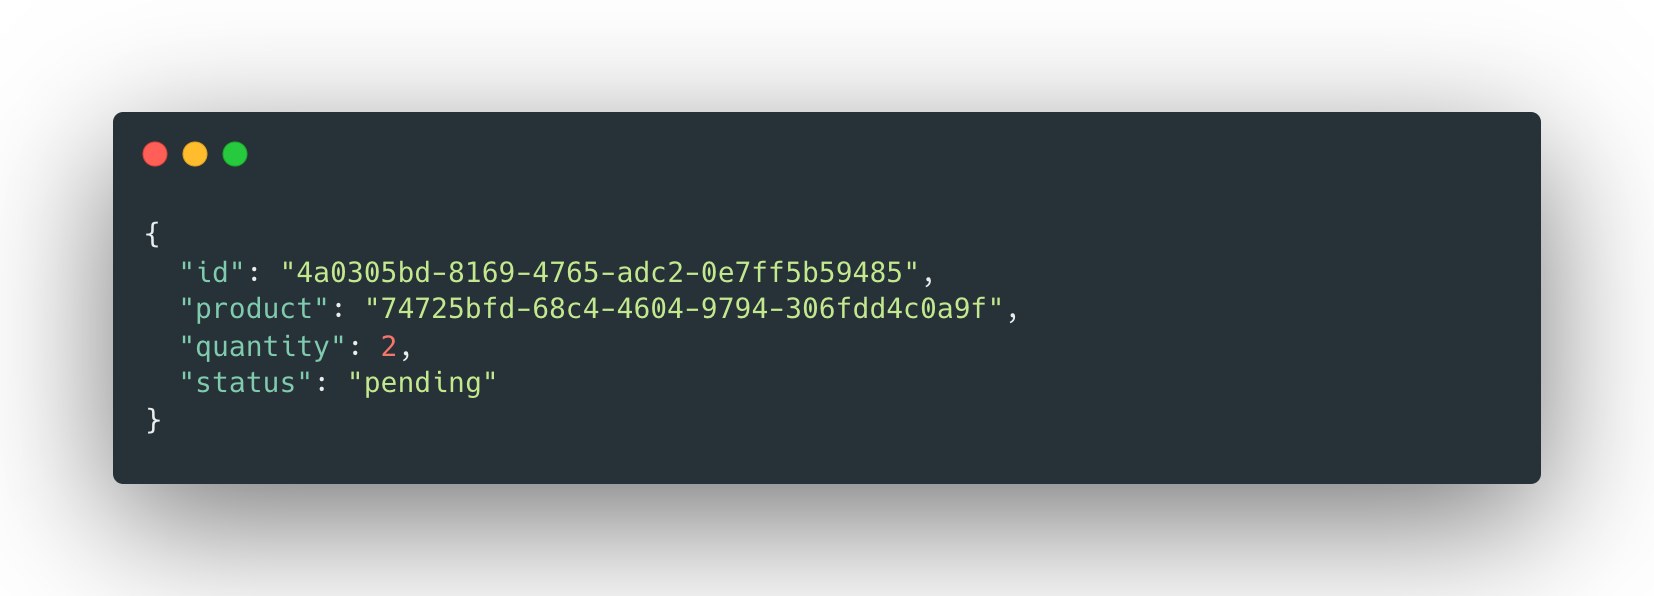 {
  "id": "4a0305bd-8169-4765-adc2-0e7ff5b59485",
  "product": "74725bfd-68c4-4604-9794-306fdd4c0a9f",
  "quantity": 2,
  "status": "pending"
}